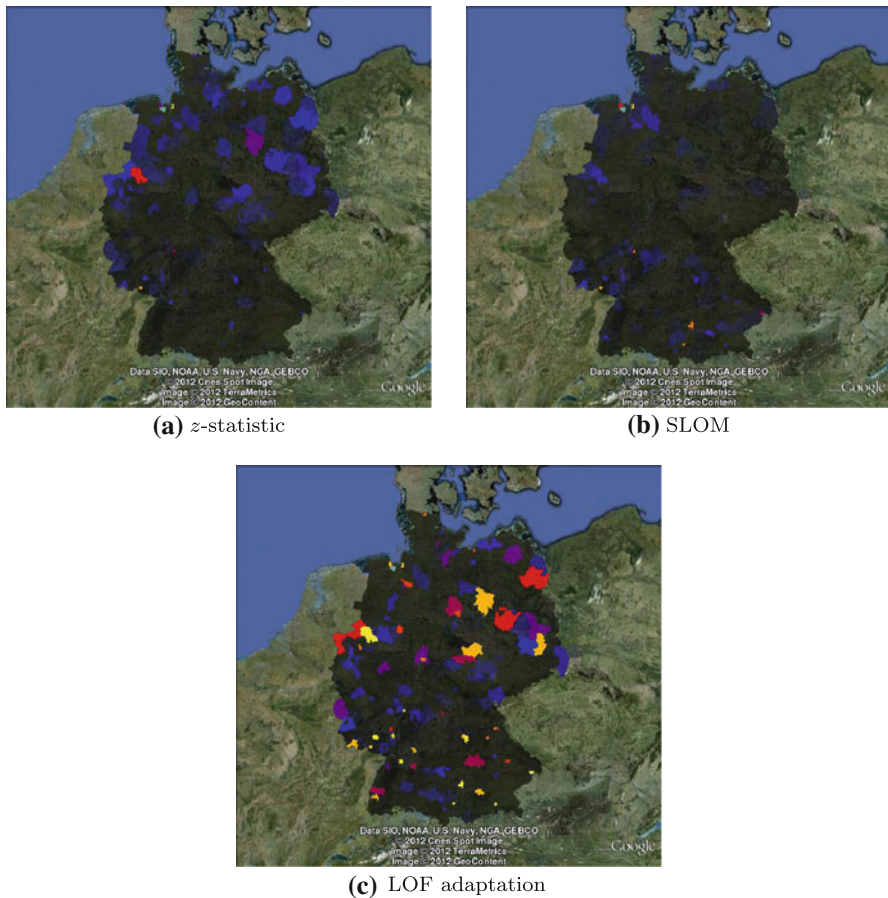 Data SIO, NOAA, U.S. Navy, NGA, GEBCO
© 2012 Cnes Spot Image
Image © 2012 TerraMetrics
Image © 2012 GeoContent
Google
(a) z-statistic
Data SIO, NOAA, U.S. Navy, NGA, GEBCO
© 2012 Cnes Spot Image
Image © 2012 TerraMetrics
Image © 2012 GeoContent
Google
(b) SLOM
Data SIO, NOAA, U.S. Navy, NGA, GEBCO
© 2012 Cnes Spot Image
Image © 2012 TerraMetrics
Image © 2012 GeoContent
Google
(c) LOF adaptation